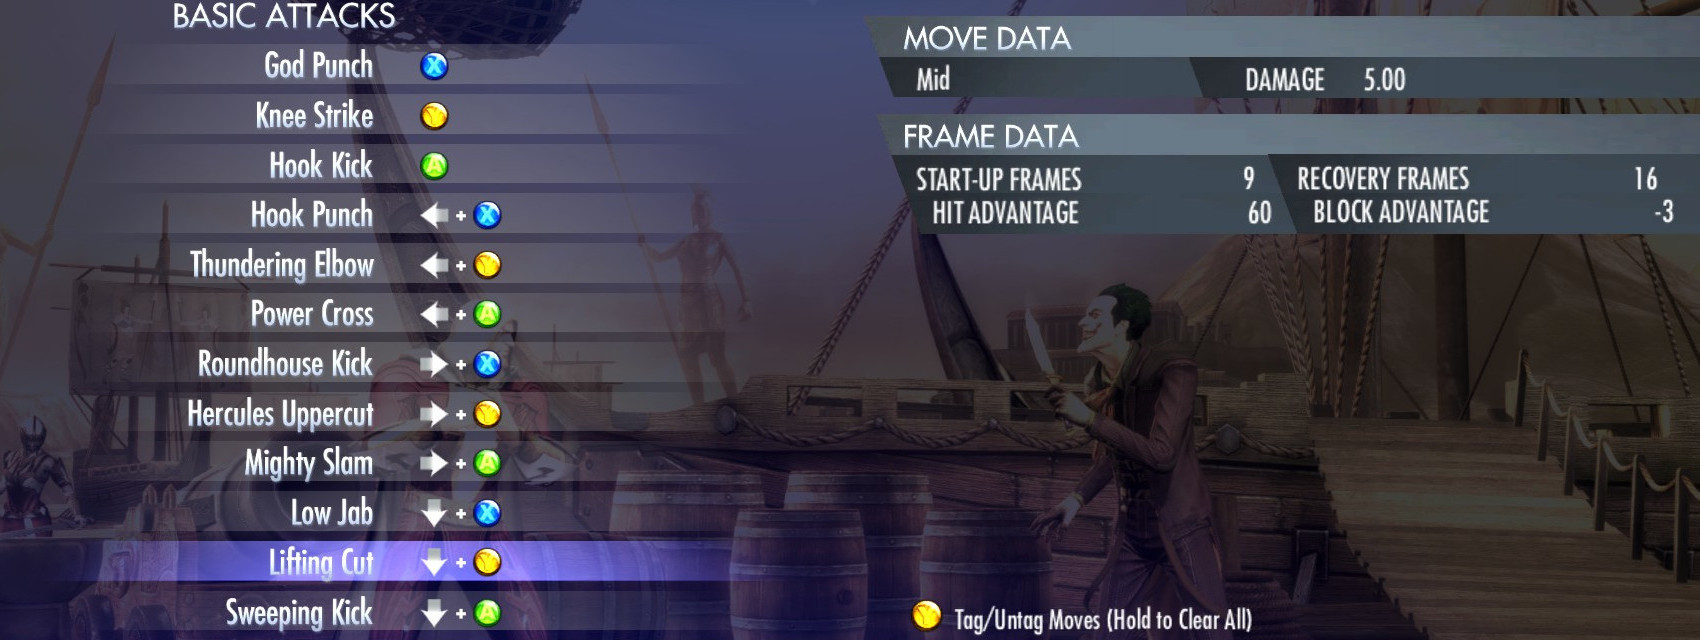 BASIC ATTACKS
God Punch X
Knee Strike Y
Hook Kick A
Hook Punch + X
Thundering Elbow + Y
Power Cross + A
Roundhouse Kick + X
Hercules Uppercut + Y
Mighty Slam + A
Low Jab + X
Lifting Cut + Y
Sweeping Kick + A
MOVE DATA
Mid DAMAGE 5.00
FRAME DATA
START-UP FRAMES 9 RECOVERY FRAMES 16
HIT ADVANTAGE 60 BLOCK ADVANTAGE -3
Y Tag/Untag Moves (Hold to Clear All)